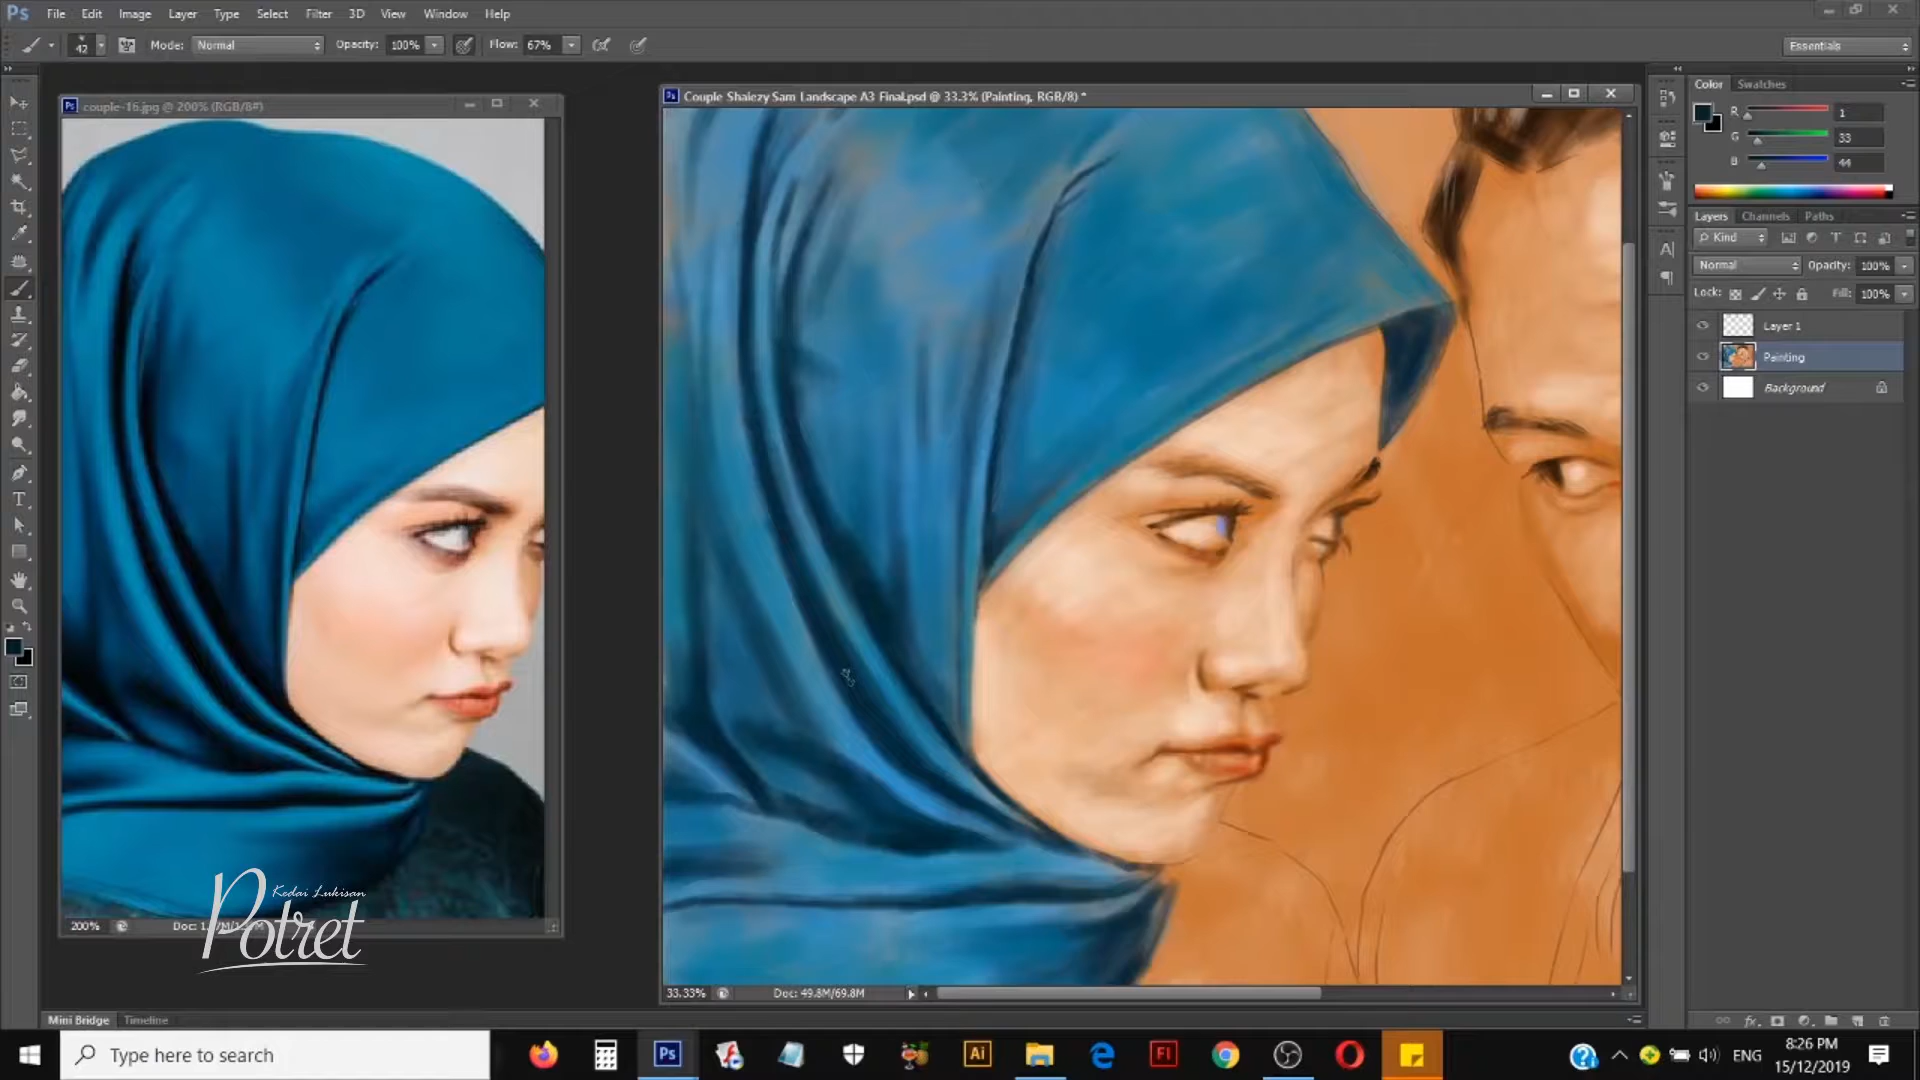 Ps File Edit Image Layer Type Select Filter 3D View Window Help
42 Mode: Normal Opacity: 100% Flow: 67% Essentials
couple-16.jpg @ 200% (RGB/8#)
Couple Shaiezy Sam Landscape A3 Final.psd @ 33.3% (Painting, RGB/8) *
Color Swatches
R 1
G 33
B 44
Layers Channels Paths
Kind
Normal Opacity: 100%
Lock: Fill: 100%
Layer 1
Painting
Background
Kedai Lukisan
Potret
200%
33.33% Doc: 49.8M/69.8M
Mini Bridge Timeline
Type here to search
Ps Ai Fl
ENG
8:26 PM
15/12/2019